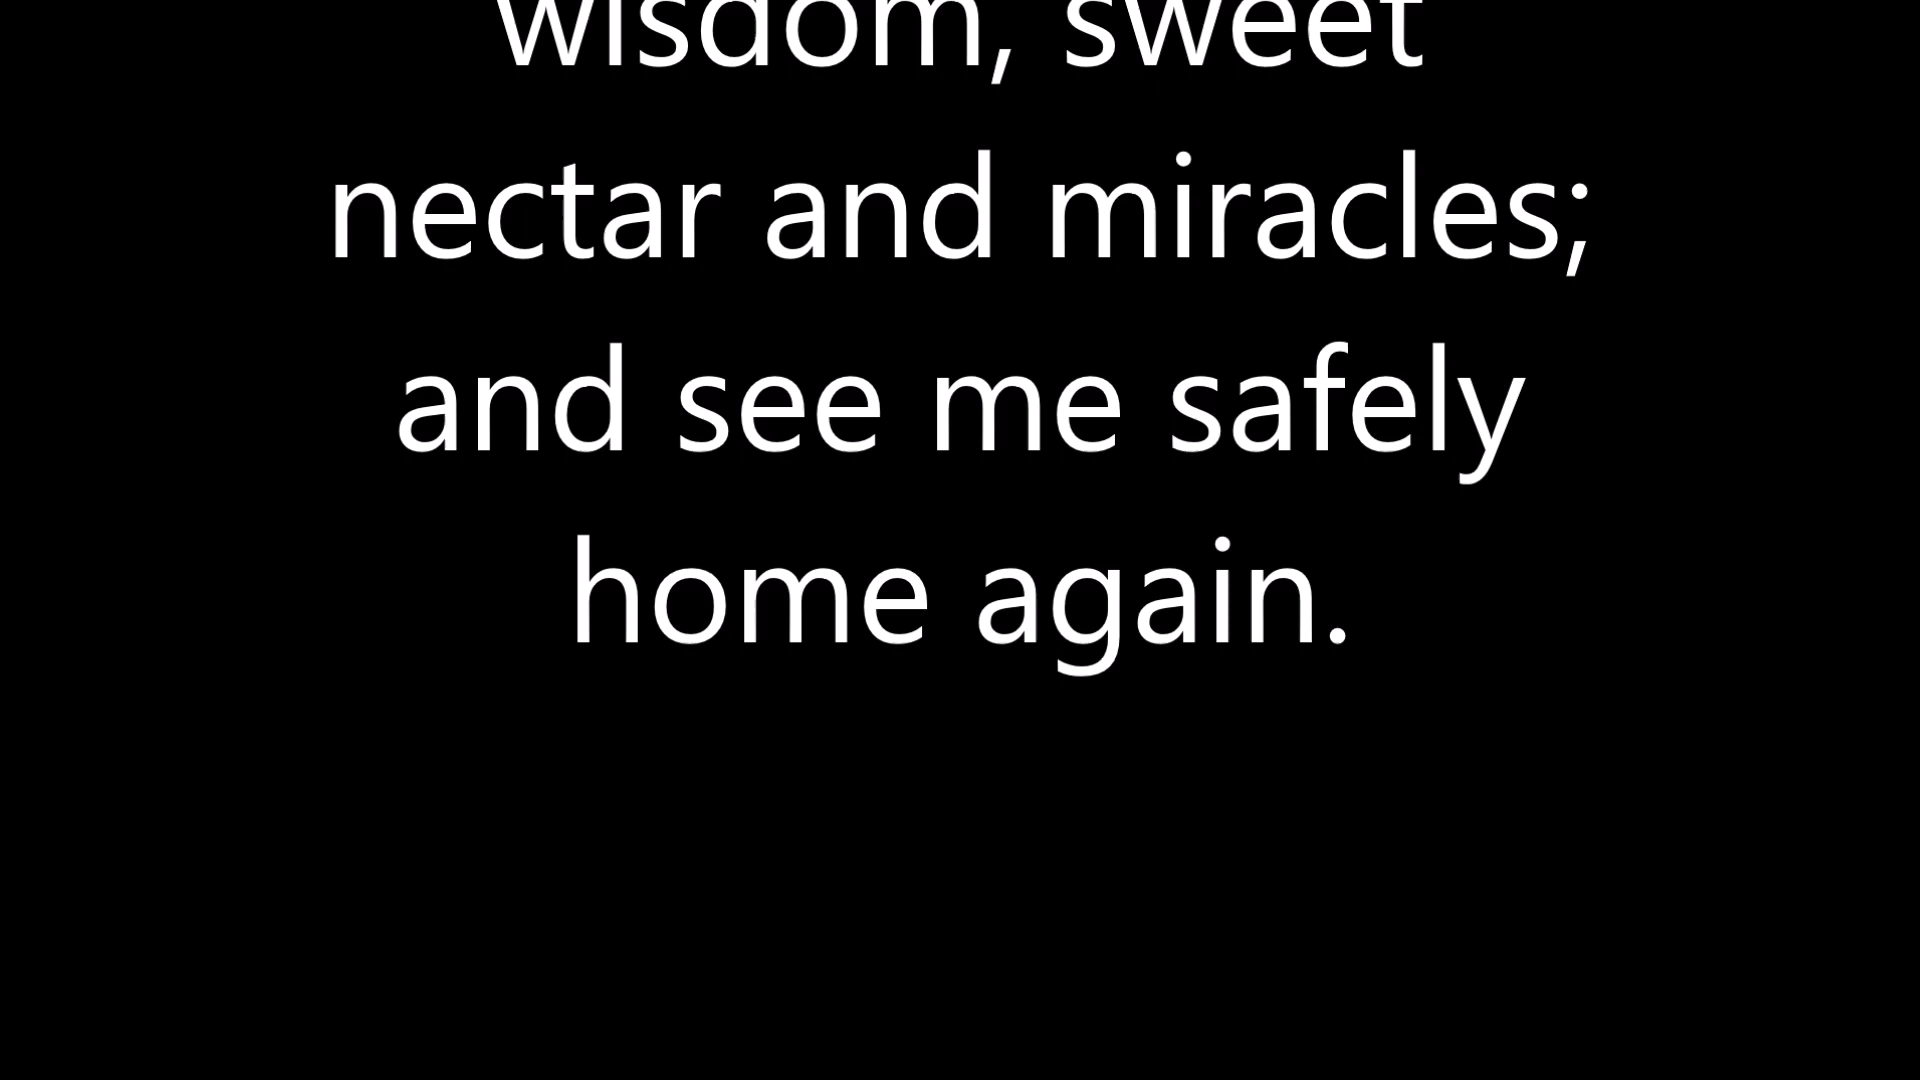 wisdom, sweet
nectar and miracles;
and see me safely
home again.